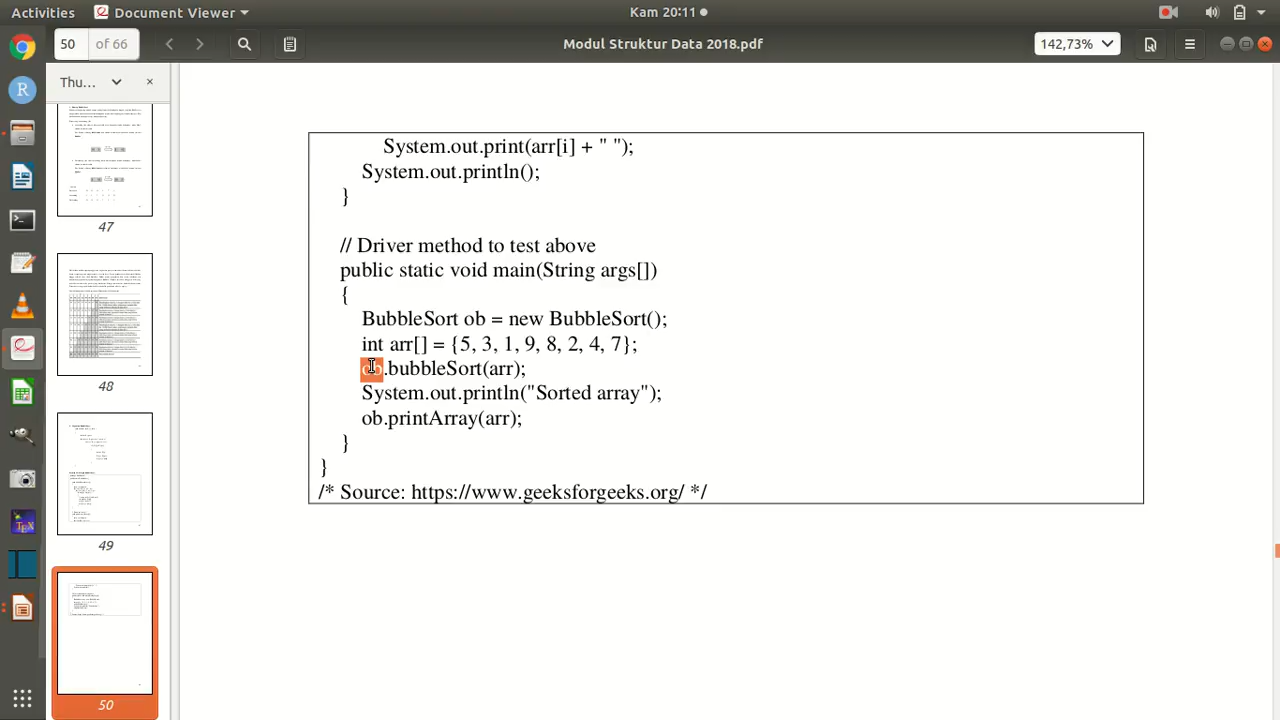 Activities
Document Viewer
Kam 20:11
50
of 66
Modul Struktur Data 2018.pdf
142,73%
Thu...
47
48
49
50
System.out.print(arr[i] + " ");
System.out.println();
}
// Driver method to test above
public static void main(String args[])
{
BubbleSort ob = new BubbleSort();
int arr[] = {5, 3, 1, 9, 8, 2, 4, 7};
ob.bubbleSort(arr);
System.out.println("Sorted array");
ob.printArray(arr);
}
}
/* Source: https://www.geeksforgeeks.org/ */